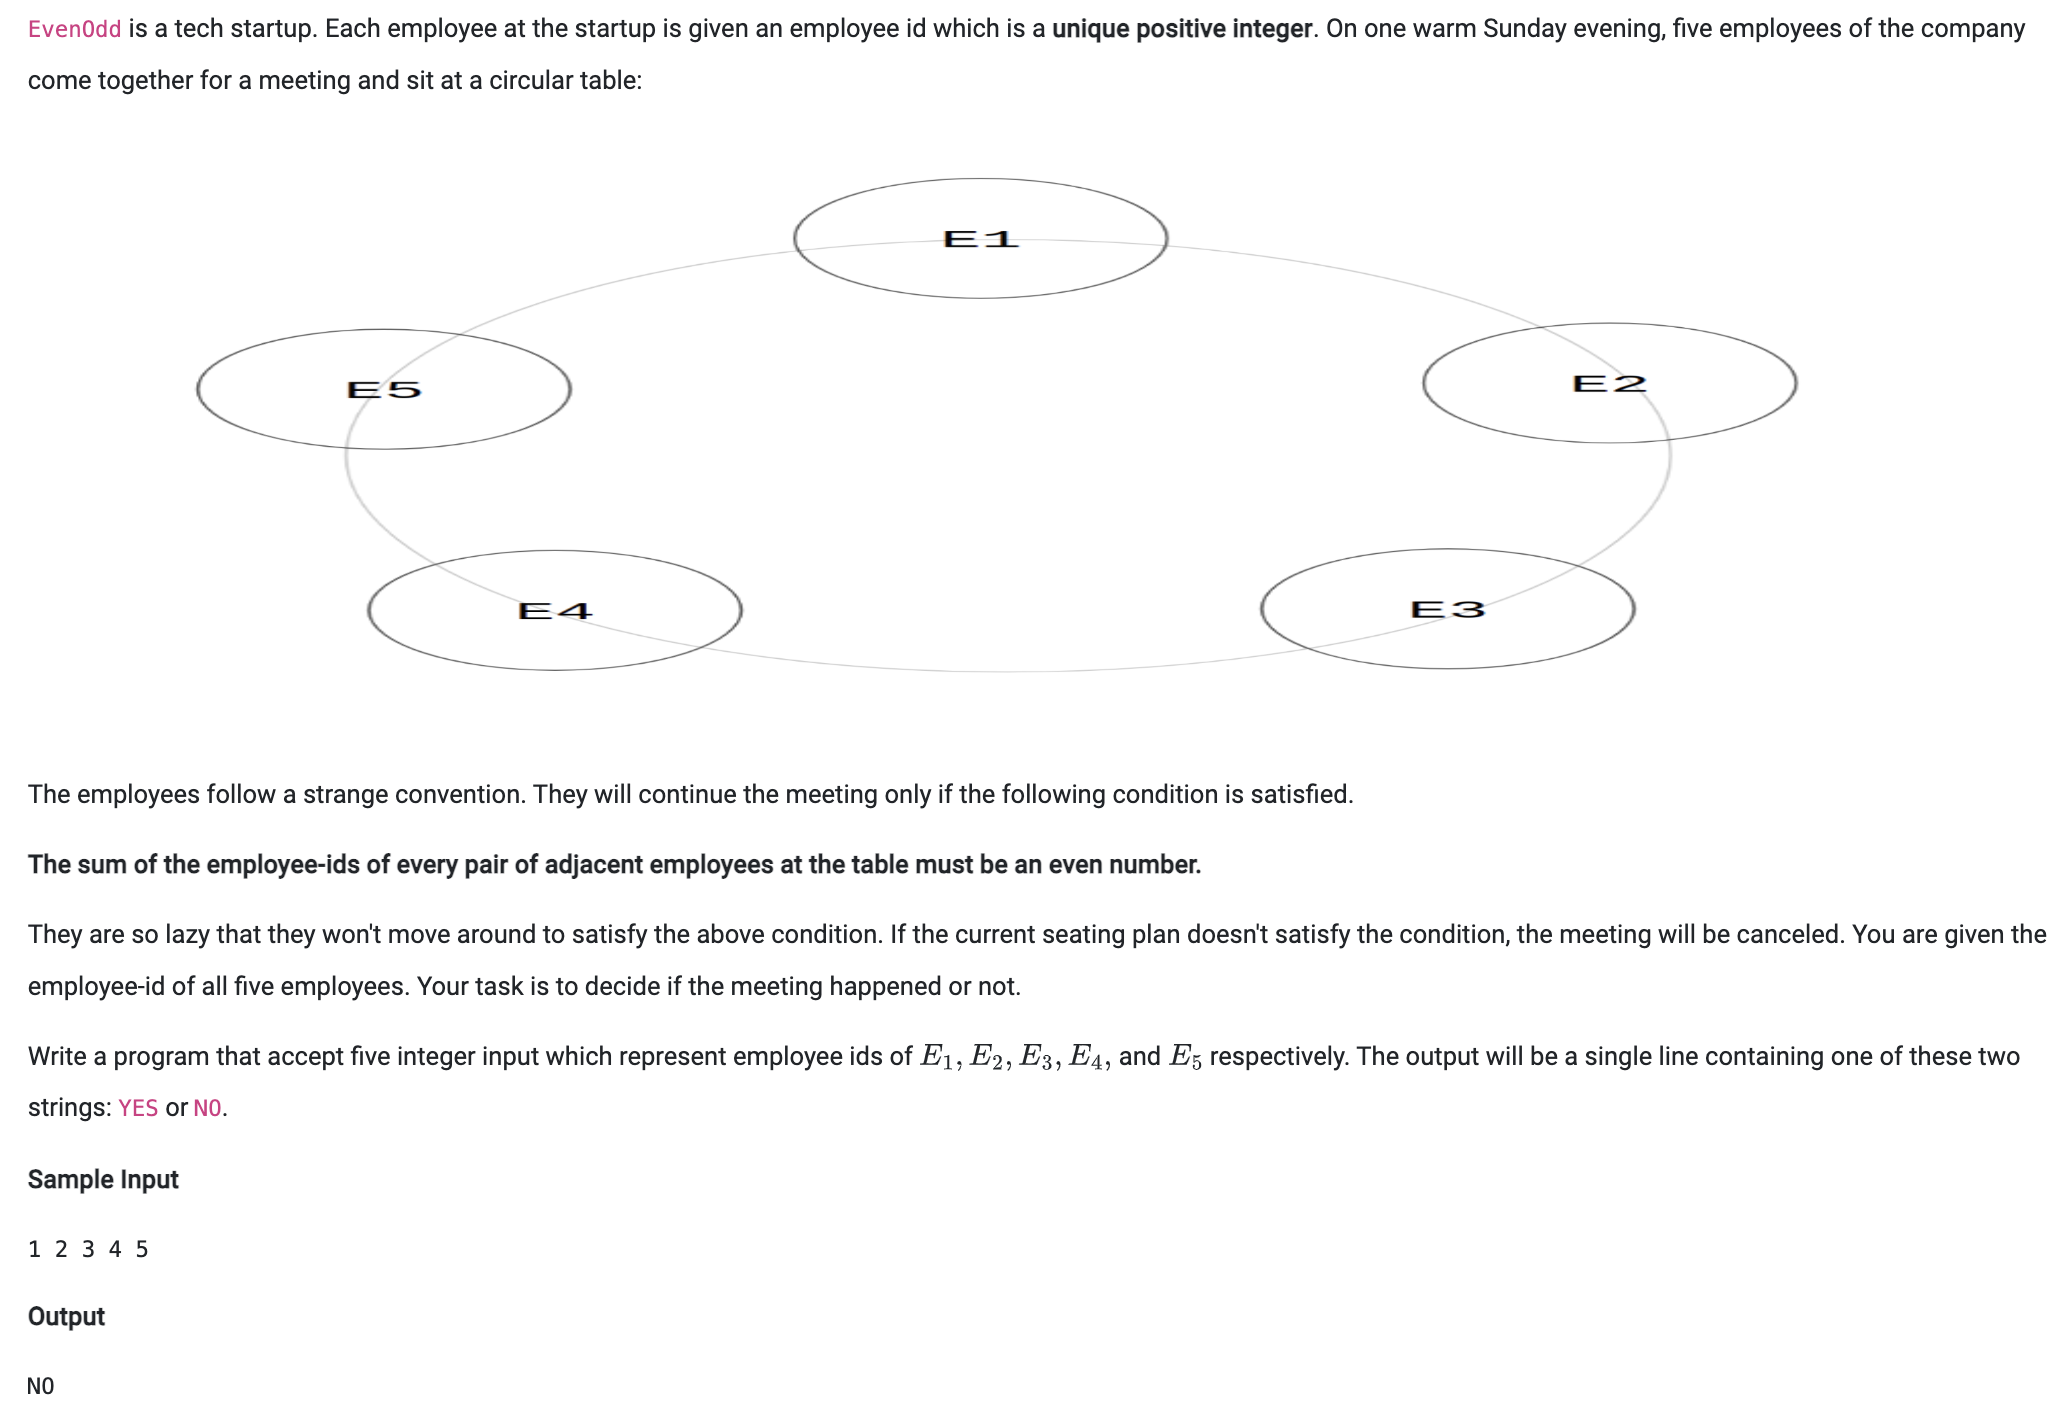 EvenOdd is a tech startup. Each employee at the startup is given an employee id which is a unique positive integer. On one warm Sunday evening, five employees of the company
come together for a meeting and sit at a circular table:
E1
E2
E5
E4
E3
The employees follow a strange convention. They will continue the meeting only if the following condition is satisfied.
The sum of the employee-ids of every pair of adjacent employees at the table must be an even number.
They are so lazy that they won't move around to satisfy the above condition. If the current seating plan doesn't satisfy the condition, the meeting will be canceled. You are given the
employee-id of all five employees. Your task is to decide if the meeting happened or not.
Write a program that accept five integer input which represent employee ids of E₁, E₂, E₃, E₄, and E₅ respectively. The output will be a single line containing one of these two
strings: YES or NO.
Sample Input
1 2 3 4 5
Output
NO